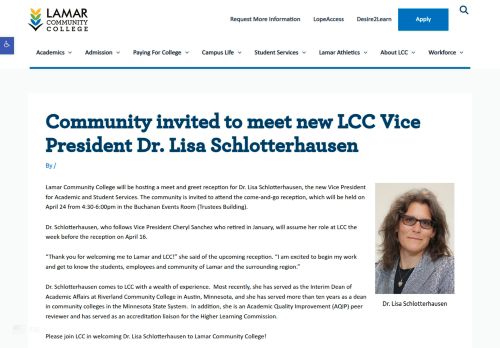 LAMAR
COMMUNITY
COLLEGE
Request More Information LopeAccess Desire2Learn Apply
Academics Admission Paying For College Campus Life Student Services Lamar Athletics About LCC Workforce
Community invited to meet new LCC Vice
President Dr. Lisa Schlotterhausen
By /
Lamar Community College will be hosting a meet and greet reception for Dr. Lisa Schlotterhausen, the new Vice President
for Academic and Student Services. The community is invited to attend the come-and-go reception, which will be held on
April 24 from 4:30-6:00pm in the Buchanan Events Room (Trustees Building).
Dr. Schlotterhausen, who follows Vice President Cheryl Sanchez who retired in January, will assume her role at LCC the
week before the reception on April 16.
“Thank you for welcoming me to Lamar and LCC!” she said of the upcoming reception. “I am excited to begin my work
and get to know the students, employees and community of Lamar and the surrounding region.”
Dr. Schlotterhausen comes to LCC with a wealth of experience. Most recently, she has served as the Interim Dean of
Academic Affairs at Riverland Community College in Austin, Minnesota, and she has served more than ten years as a dean
in community colleges in the Minnesota State System. In addition, she is an Academic Quality Improvement (AQIP) peer
reviewer and has served as an accreditation liaison for the Higher Learning Commission.
Please join LCC in welcoming Dr. Lisa Schlotterhausen to Lamar Community College!
Dr. Lisa Schlotterhausen